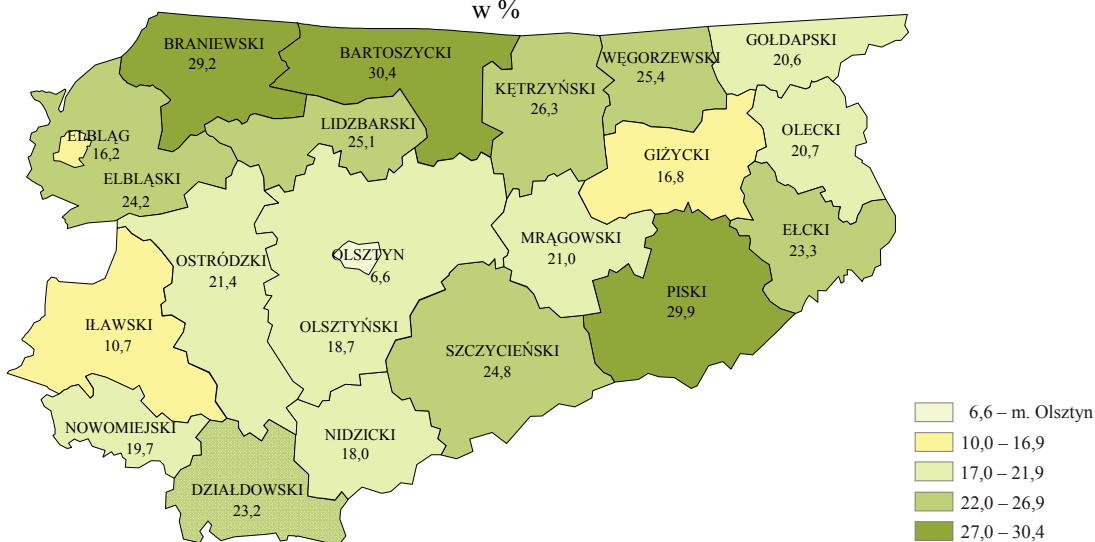 w %
BRANIEWSKI
29,2
BARTOSZYCKI
30,4
KĘTRZYŃSKI
26,3
WĘGORZEWSKI
25,4
GOŁDAPSKI
20,6
ELBLĄG
16,2
ELBLĄSKI
24,2
LIDZBARSKI
25,1
GIŻYCKI
16,8
OLECKI
20,7
OSTRÓDZKI
21,4
OLSZTYN
6,6
MRĄGOWSKI
21,0
EŁCKI
23,3
IŁAWSKI
10,7
OLSZTYŃSKI
18,7
SZCZYCIEŃSKI
24,8
PISKI
29,9
NOWOMIEJSKI
19,7
NIDZICKI
18,0
DZIAŁDOWSKI
23,2
6,6 – m. Olsztyn
10,0 – 16,9
17,0 – 21,9
22,0 – 26,9
27,0 – 30,4